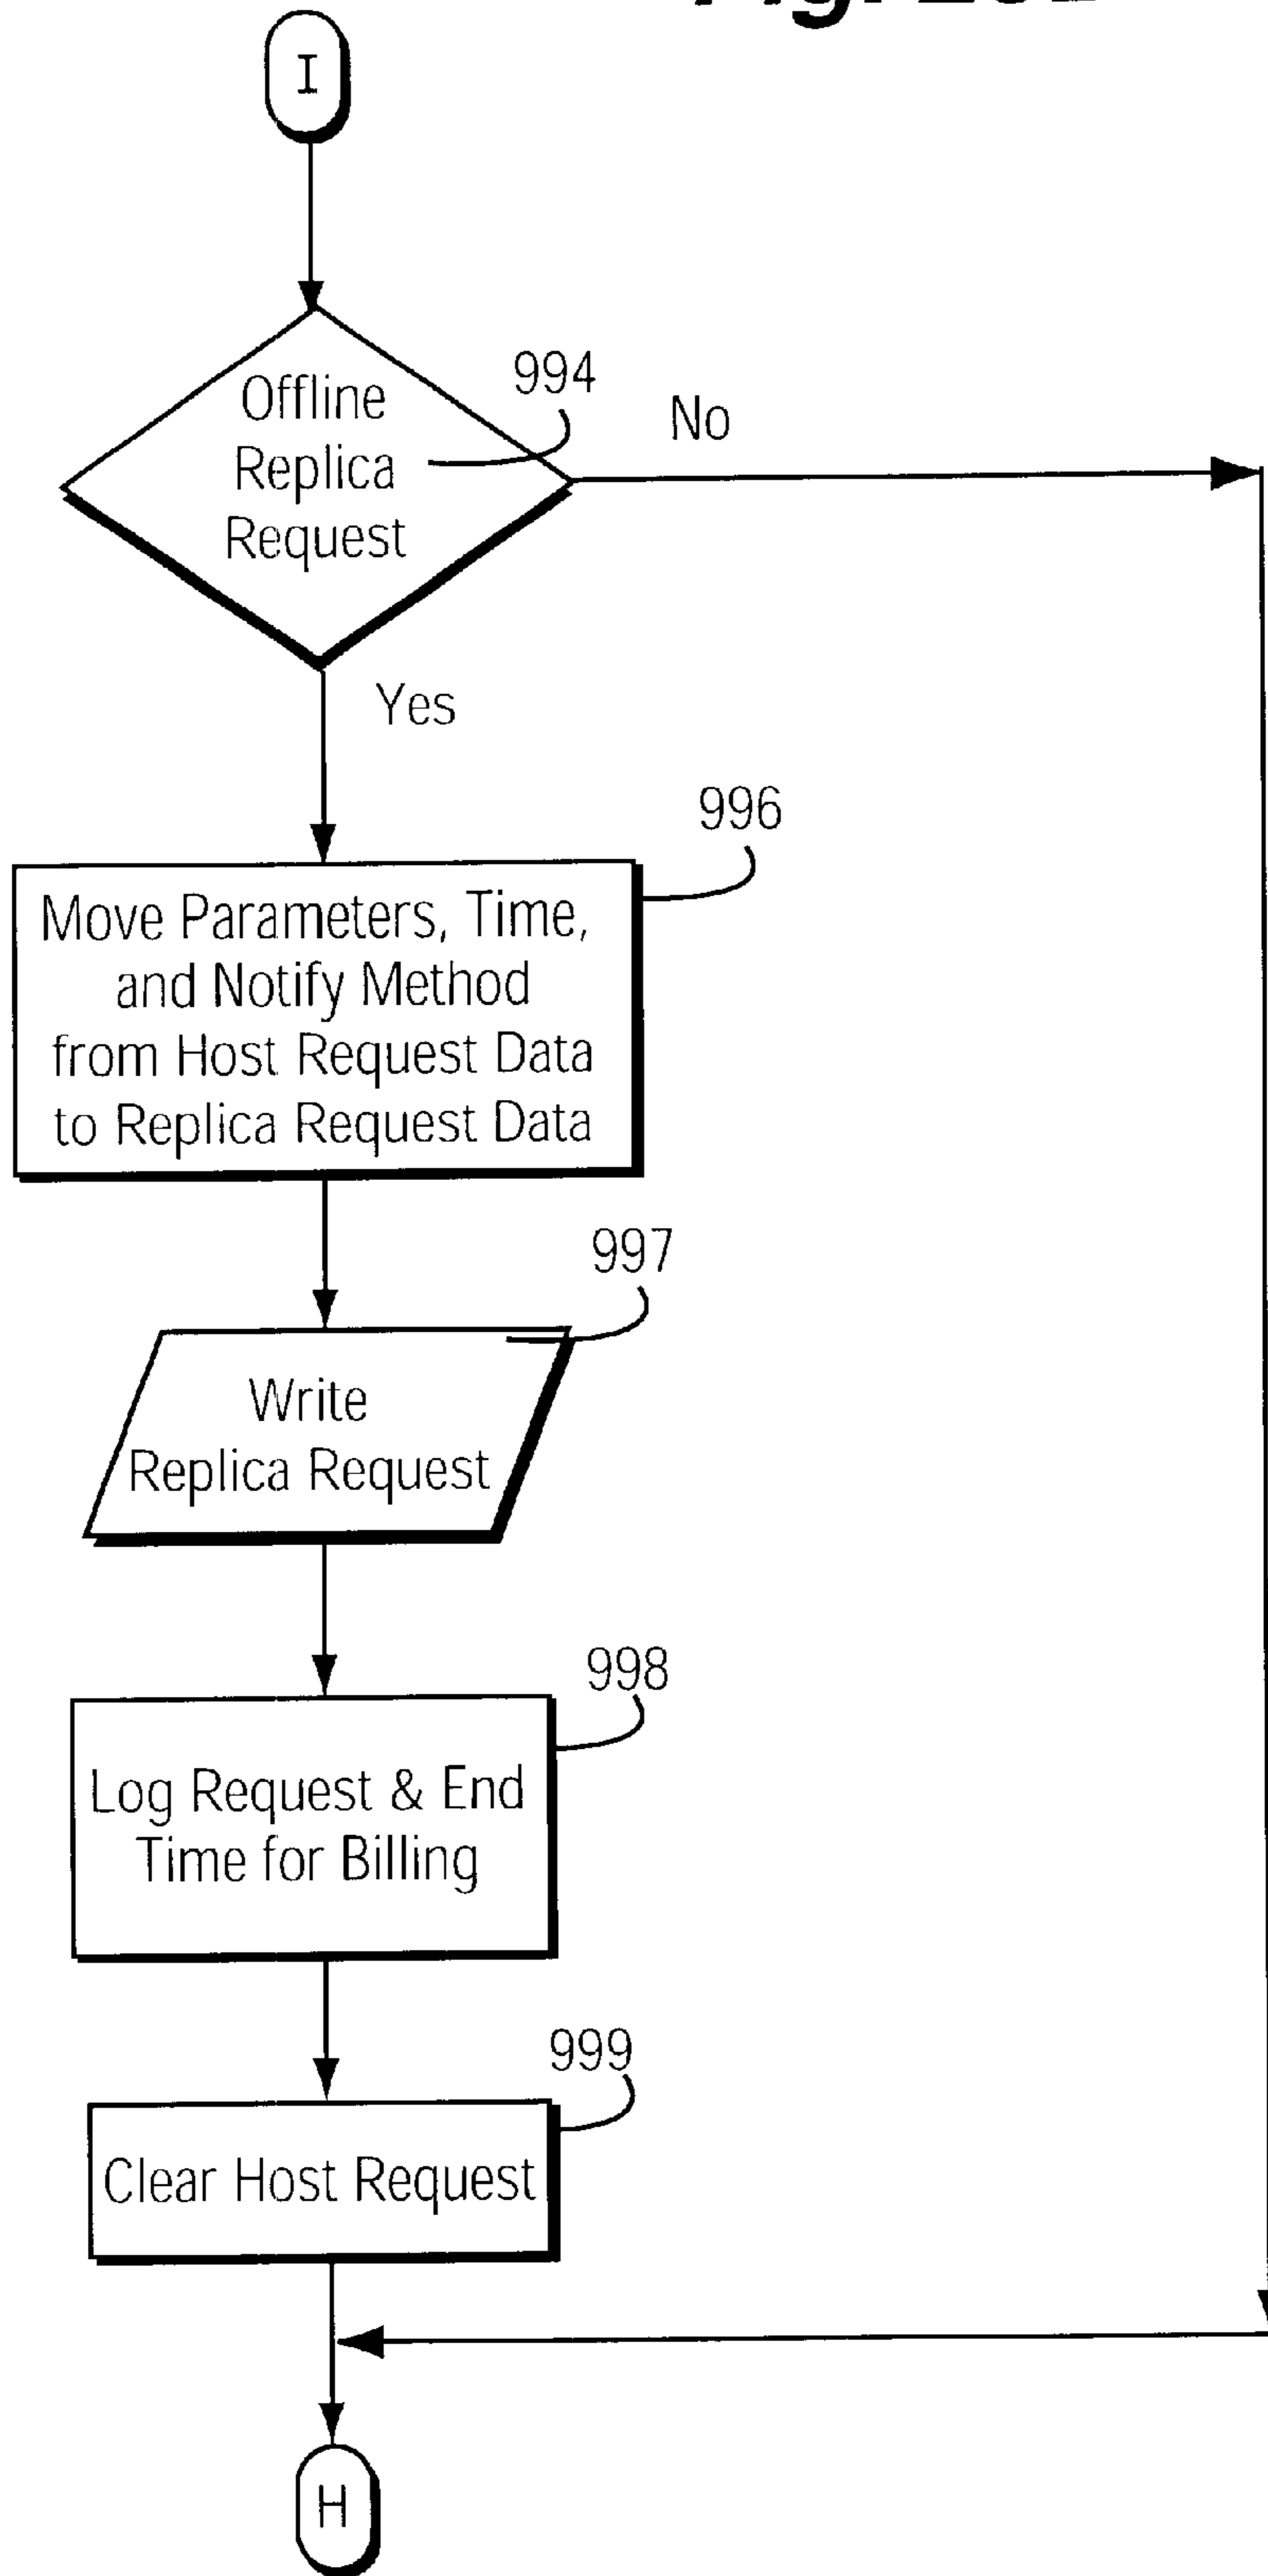 I
Offline
Replica
Request
994
No
Yes
996
Move Parameters, Time,
and Notify Method
from Host Request Data
to Replica Request Data
997
Write
Replica Request
998
Log Request & End
Time for Billing
999
Clear Host Request
H